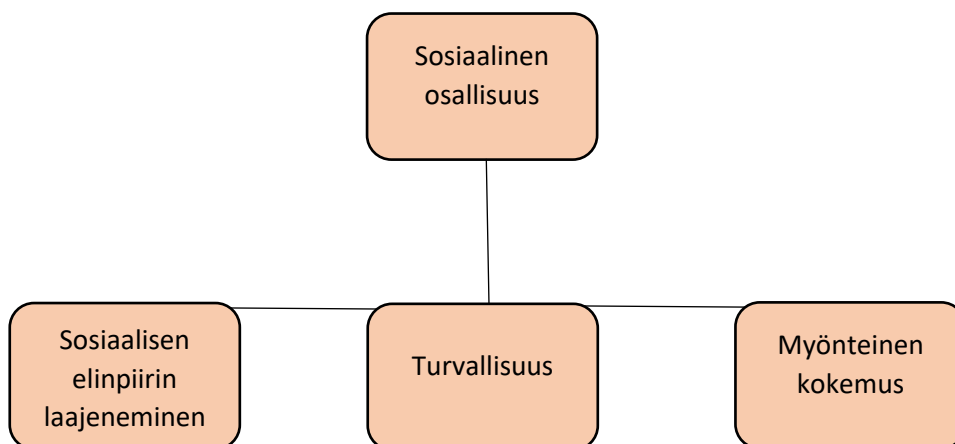 Sosiaalinen
osallisuus
Sosiaalisen
elinpiirin
laajeneminen
Turvallisuus
Myönteinen
kokemus